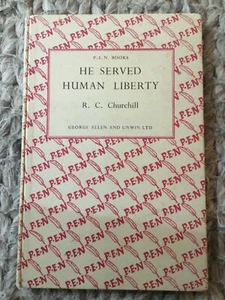 P.E.N. BOOKS
HE SERVED
HUMAN LIBERTY
R. C. Churchill
GEORGE ALLEN AND UNWIN LTD
P.E.N.